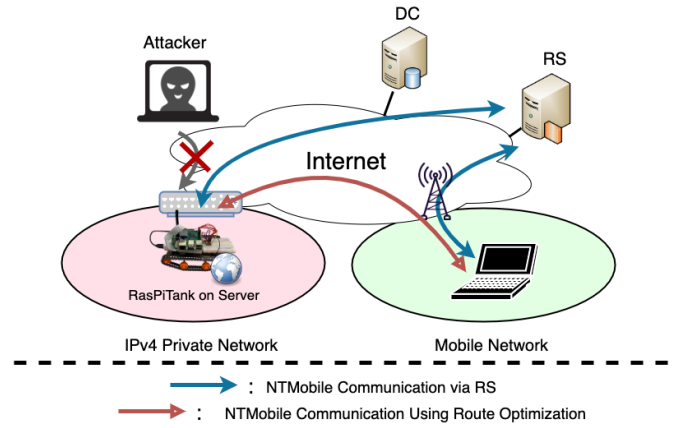 DC
Attacker
RS
Internet
RasPiTank on Server
IPv4 Private Network
Mobile Network
: NTMobile Communication via RS
: NTMobile Communication Using Route Optimization